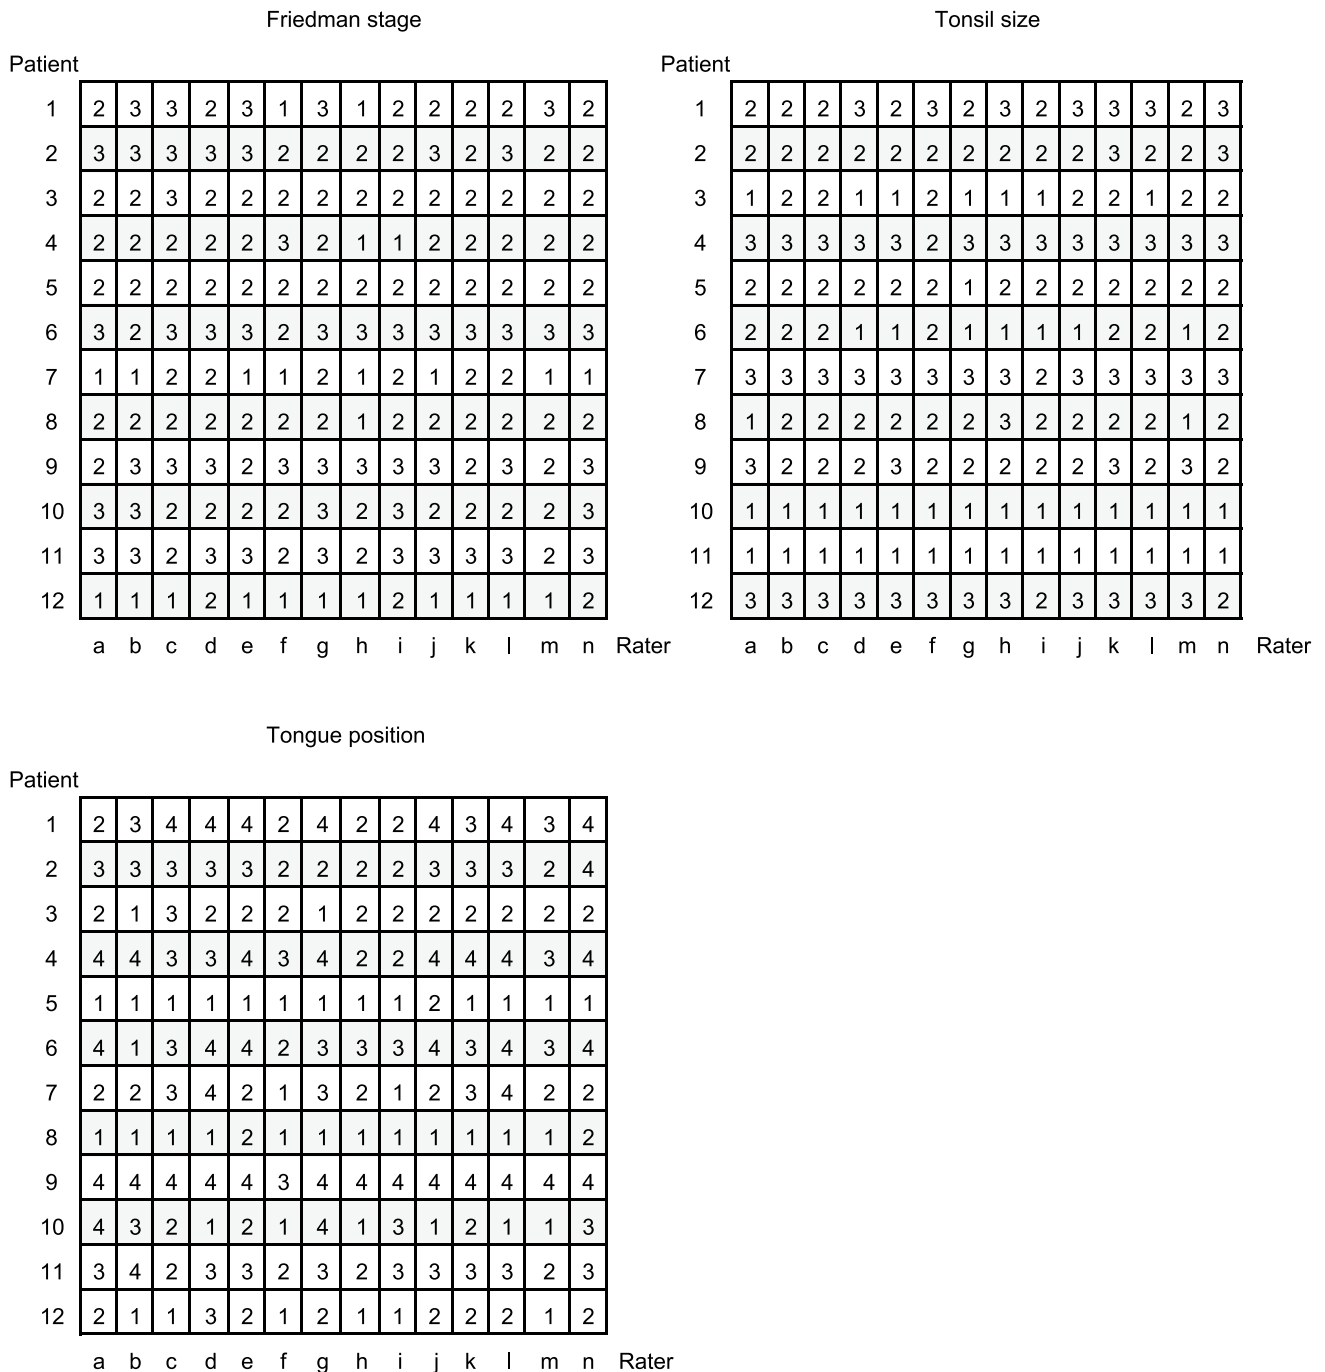 Friedman stage
Patient
1 2 3 3 2 3 1 3 1 2 2 2 2 3 2
2 3 3 3 3 3 2 2 2 2 3 2 3 2 2
3 2 2 3 2 2 2 2 2 2 2 2 2 2 2
4 2 2 2 2 2 3 2 1 1 2 2 2 2 2
5 2 2 2 2 2 2 2 2 2 2 2 2 2 2
6 3 2 3 3 3 2 3 3 3 3 3 3 3 3
7 1 1 2 2 1 1 2 1 2 1 2 2 1 1
8 2 2 2 2 2 2 2 1 2 2 2 2 2 2
9 2 3 3 3 2 3 3 3 3 3 2 3 2 3
10 3 3 2 2 2 2 3 2 3 2 2 2 2 3
11 3 3 2 3 3 2 3 2 3 3 3 3 2 3
12 1 1 1 2 1 1 1 1 2 1 1 1 1 2
a b c d e f g h i j k l m n Rater
Tonsil size
Patient
1 2 2 2 3 2 3 2 3 2 3 3 3 2 3
2 2 2 2 2 2 2 2 2 2 2 3 2 2 3
3 1 2 2 1 1 2 1 1 1 2 2 1 2 2
4 3 3 3 3 3 2 3 3 3 3 3 3 3 3
5 2 2 2 2 2 2 1 2 2 2 2 2 2 2
6 2 2 2 1 1 2 1 1 1 1 2 2 1 2
7 3 3 3 3 3 3 3 3 2 3 3 3 3 3
8 1 2 2 2 2 2 2 3 2 2 2 2 1 2
9 3 2 2 2 3 2 2 2 2 2 3 2 3 2
10 1 1 1 1 1 1 1 1 1 1 1 1 1 1
11 1 1 1 1 1 1 1 1 1 1 1 1 1 1
12 3 3 3 3 3 3 3 3 2 3 3 3 3 2
a b c d e f g h i j k l m n Rater
Tongue position
Patient
1 2 3 4 4 4 2 4 2 2 4 3 4 3 4
2 3 3 3 3 3 2 2 2 2 3 3 3 2 4
3 2 1 3 2 2 2 1 2 2 2 2 2 2 2
4 4 4 3 3 4 3 4 2 2 4 4 4 3 4
5 1 1 1 1 1 1 1 1 1 2 1 1 1 1
6 4 1 3 4 4 2 3 3 3 4 3 4 3 4
7 2 2 3 4 2 1 3 2 1 2 3 4 2 2
8 1 1 1 1 2 1 1 1 1 1 1 1 1 2
9 4 4 4 4 4 3 4 4 4 4 4 4 4 4
10 4 3 2 1 2 1 4 1 3 1 2 1 1 3
11 3 4 2 3 3 2 3 2 3 3 3 3 2 3
12 2 1 1 3 2 1 2 1 1 2 2 2 1 2
a b c d e f g h i j k l m n Rater